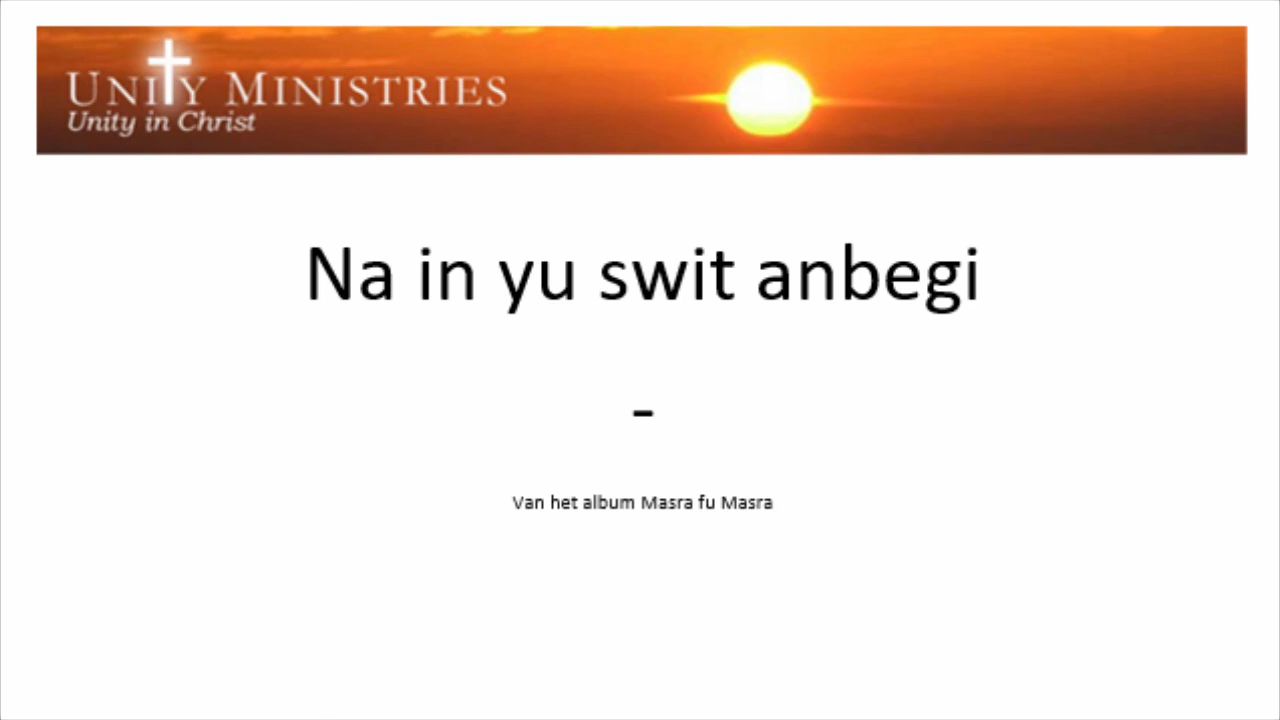 UNITY MINISTRIES
Unity in Christ
Na in yu swit anbegi
-
Van het album Masra fu Masra